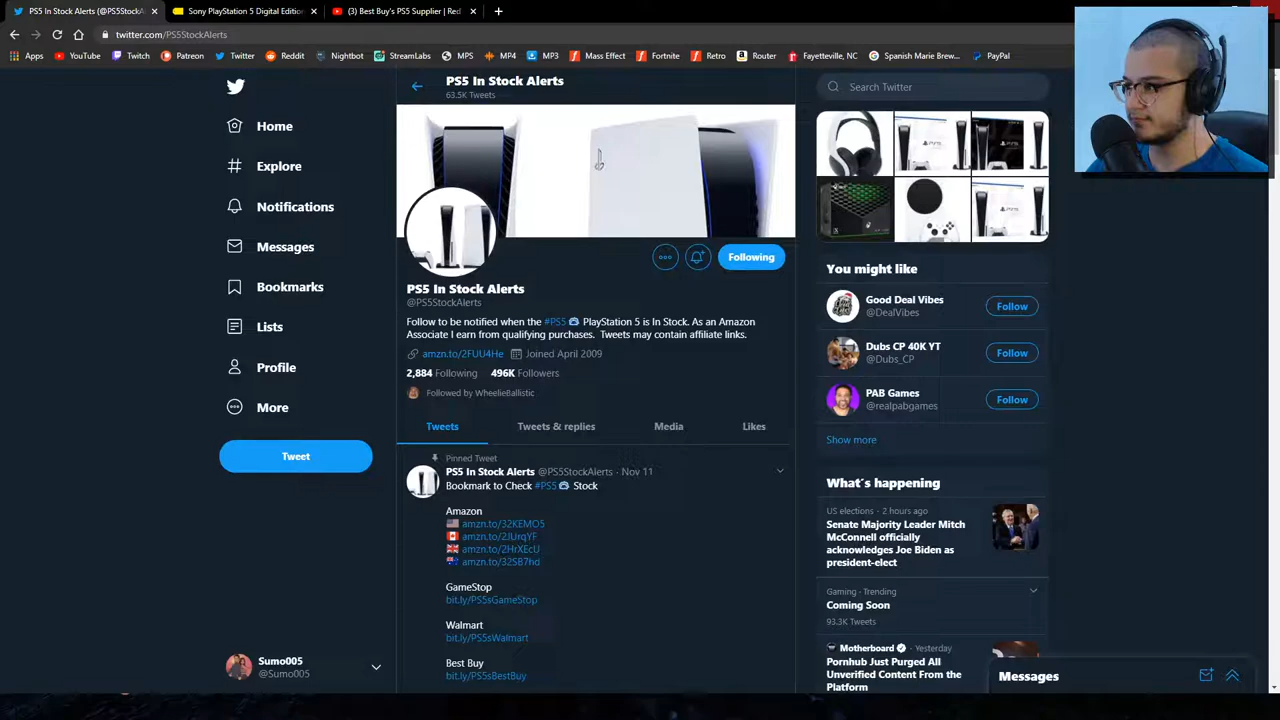 PS5 In Stock Alerts (@PS5StockA
Sony PlayStation 5 Digital Edition
(3) Best Buy's PS5 Supplier | Red
twitter.com/PS5StockAlerts
Apps
YouTube
Twitch
Patreon
Twitter
Reddit
Nightbot
StreamLabs
MPS
MP4
MP3
Mass Effect
Fortnite
Retro
Router
Fayetteville, NC
Spanish Marie Brew...
PayPal
Home
Explore
Notifications
Messages
Bookmarks
Lists
Profile
More
Tweet
Sumo005
@Sumo005
PS5 In Stock Alerts
63.5K Tweets
Following
PS5 In Stock Alerts
@PS5StockAlerts
Follow to be notified when the #PS5 PlayStation 5 is In Stock. As an Amazon
Associate I earn from qualifying purchases. Tweets may contain affiliate links.
amzn.to/2FUU4He Joined April 2009
2,884 Following 496K Followers
Followed by WheelieBallistic
Tweets Tweets & replies Media Likes
Pinned Tweet
PS5 In Stock Alerts @PS5StockAlerts · Nov 11
Bookmark to Check #PS5 Stock
Amazon
amzn.to/32KEMO5
amzn.to/2JUrqYF
amzn.to/2HrXEcU
amzn.to/32SB7hd
GameStop
bit.ly/PS5sGameStop
Walmart
bit.ly/PS5sWalmart
Best Buy
bit.ly/PS5sBestBuy
Search Twitter
You might like
Good Deal Vibes
@DealVibes
Follow
Dubs CP 40K YT
@Dubs_CP
Follow
PAB Games
@realpabgames
Follow
Show more
What's happening
US elections · 2 hours ago
Senate Majority Leader Mitch
McConnell officially
acknowledges Joe Biden as
president-elect
Gaming · Trending
Coming Soon
93.3K Tweets
Motherboard · Yesterday
Pornhub Just Purged All
Unverified Content From the
Platform
Messages